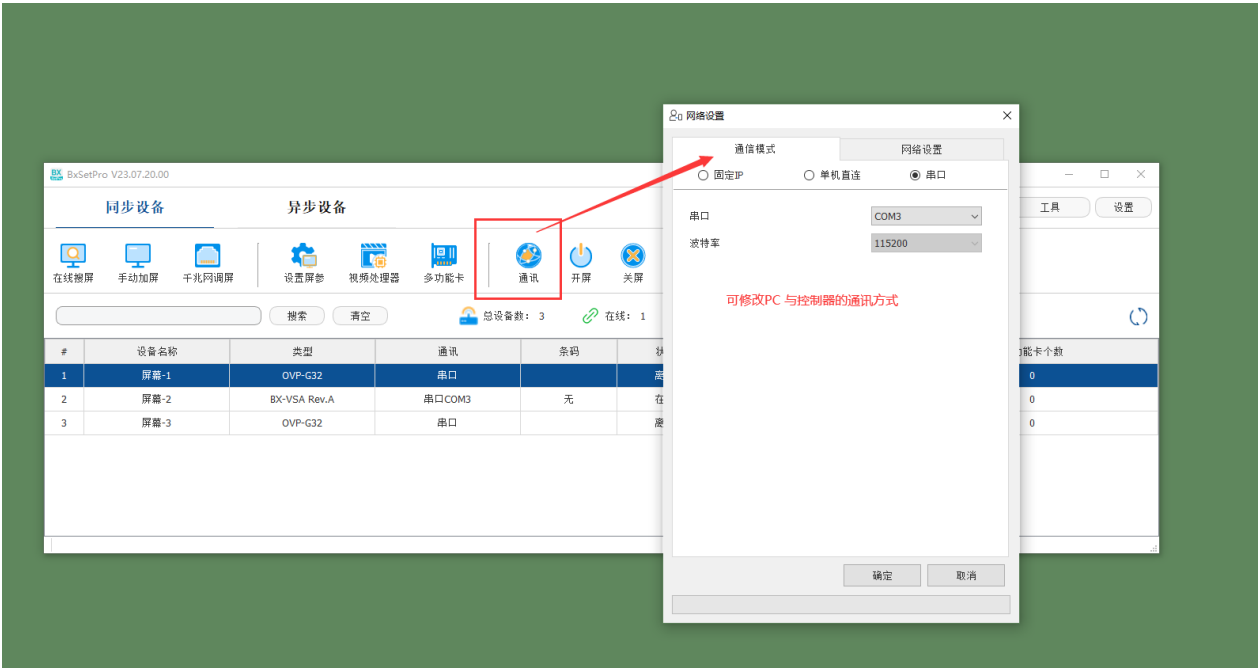 网络设置
通信模式 网络设置
固定IP 单机直连 串口
串口 COM3
波特率 115200
可修改PC 与控制器的通讯方式
确定 取消
BxSetPro V23.07.20.00
同步设备 异步设备 工具 设置
在线搜屏 手动加屏 千兆网调屏 设置屏参 视频处理器 多功能卡 通讯 开屏 关屏
搜索 清空 总设备数: 3 在线: 1
# 设备名称 类型 通讯 条码 能卡个数
1 屏幕-1 OVP-G32 串口 0
2 屏幕-2 BX-VSA Rev.A 串口COM3 无 0
3 屏幕-3 OVP-G32 串口 0